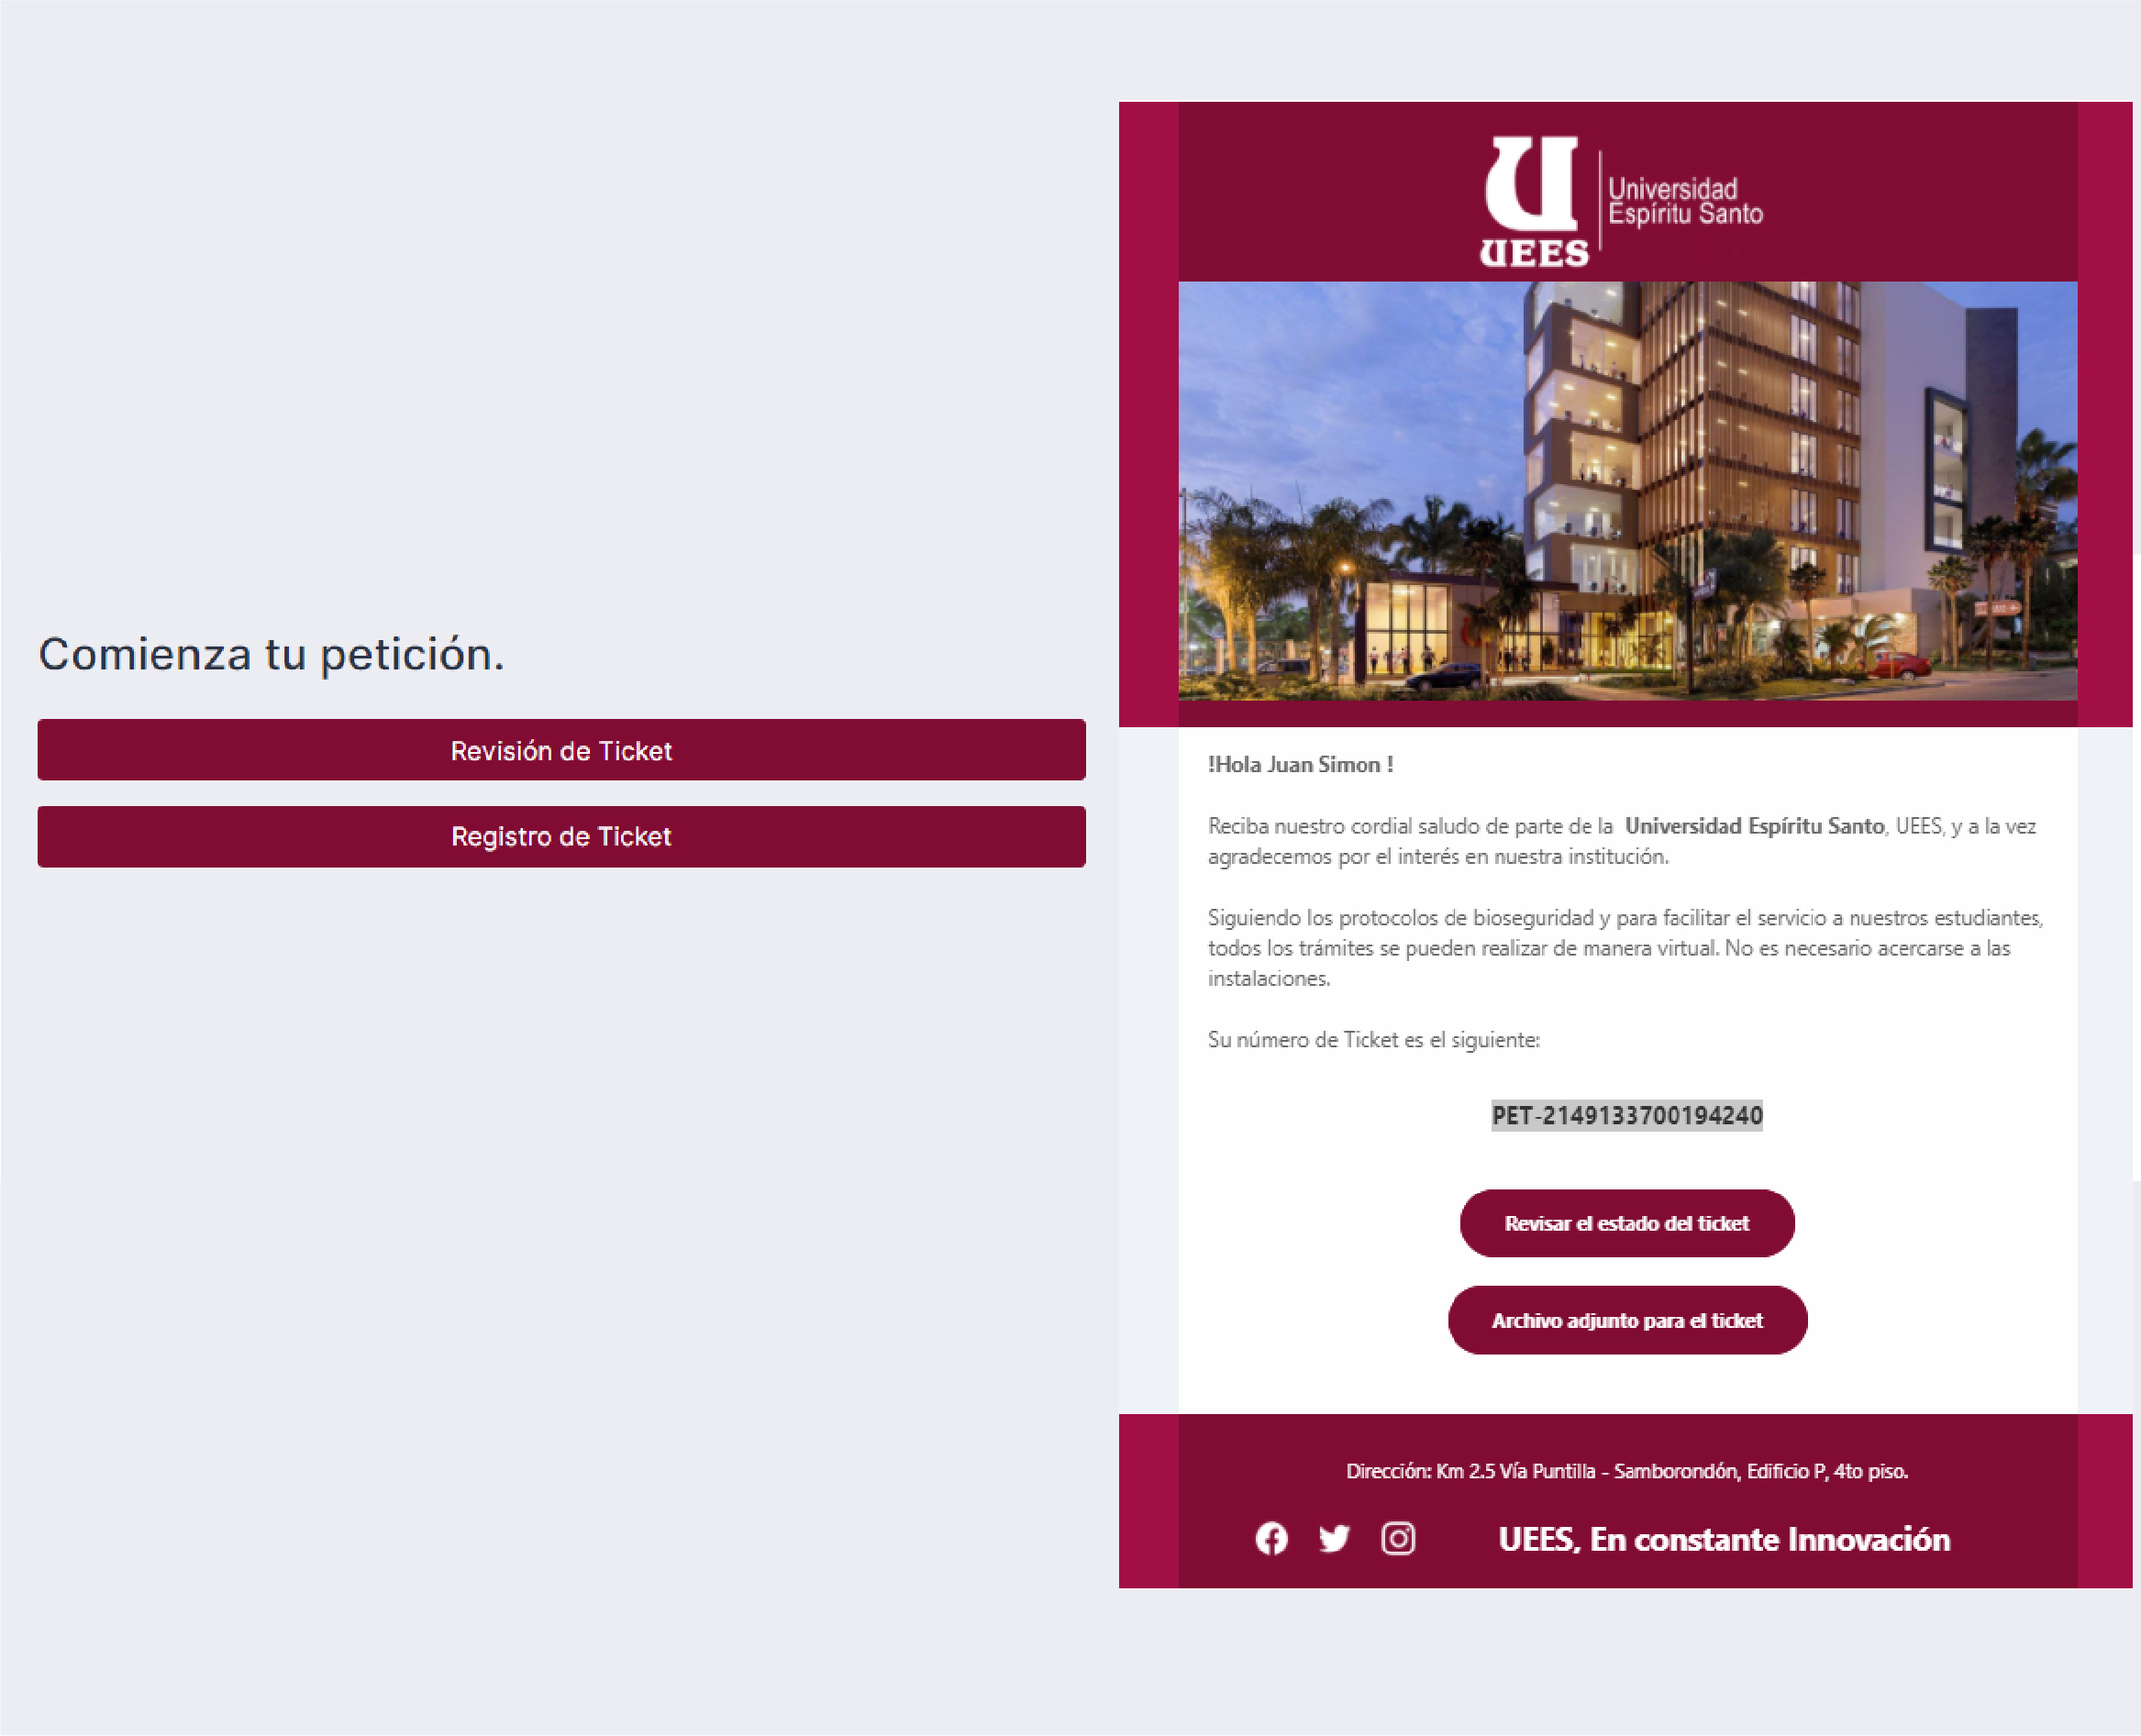 Comienza tu petición.
Revisión de Ticket
Registro de Ticket
U
UEES
Universidad
Espíritu Santo
!Hola Juan Simon !
Reciba nuestro cordial saludo de parte de la Universidad Espíritu Santo, UEES, y a la vez
agradecemos por el interés en nuestra institución.
Siguiendo los protocolos de bioseguridad y para facilitar el servicio a nuestros estudiantes,
todos los trámites se pueden realizar de manera virtual. No es necesario acercarse a las
instalaciones.
Su número de Ticket es el siguiente:
PET-2149133700194240
Revisar el estado del ticket
Archivo adjunto para el ticket
Dirección: Km 2.5 Vía Puntilla - Samborondón, Edificio P, 4to piso.
UEES, En constante Innovación